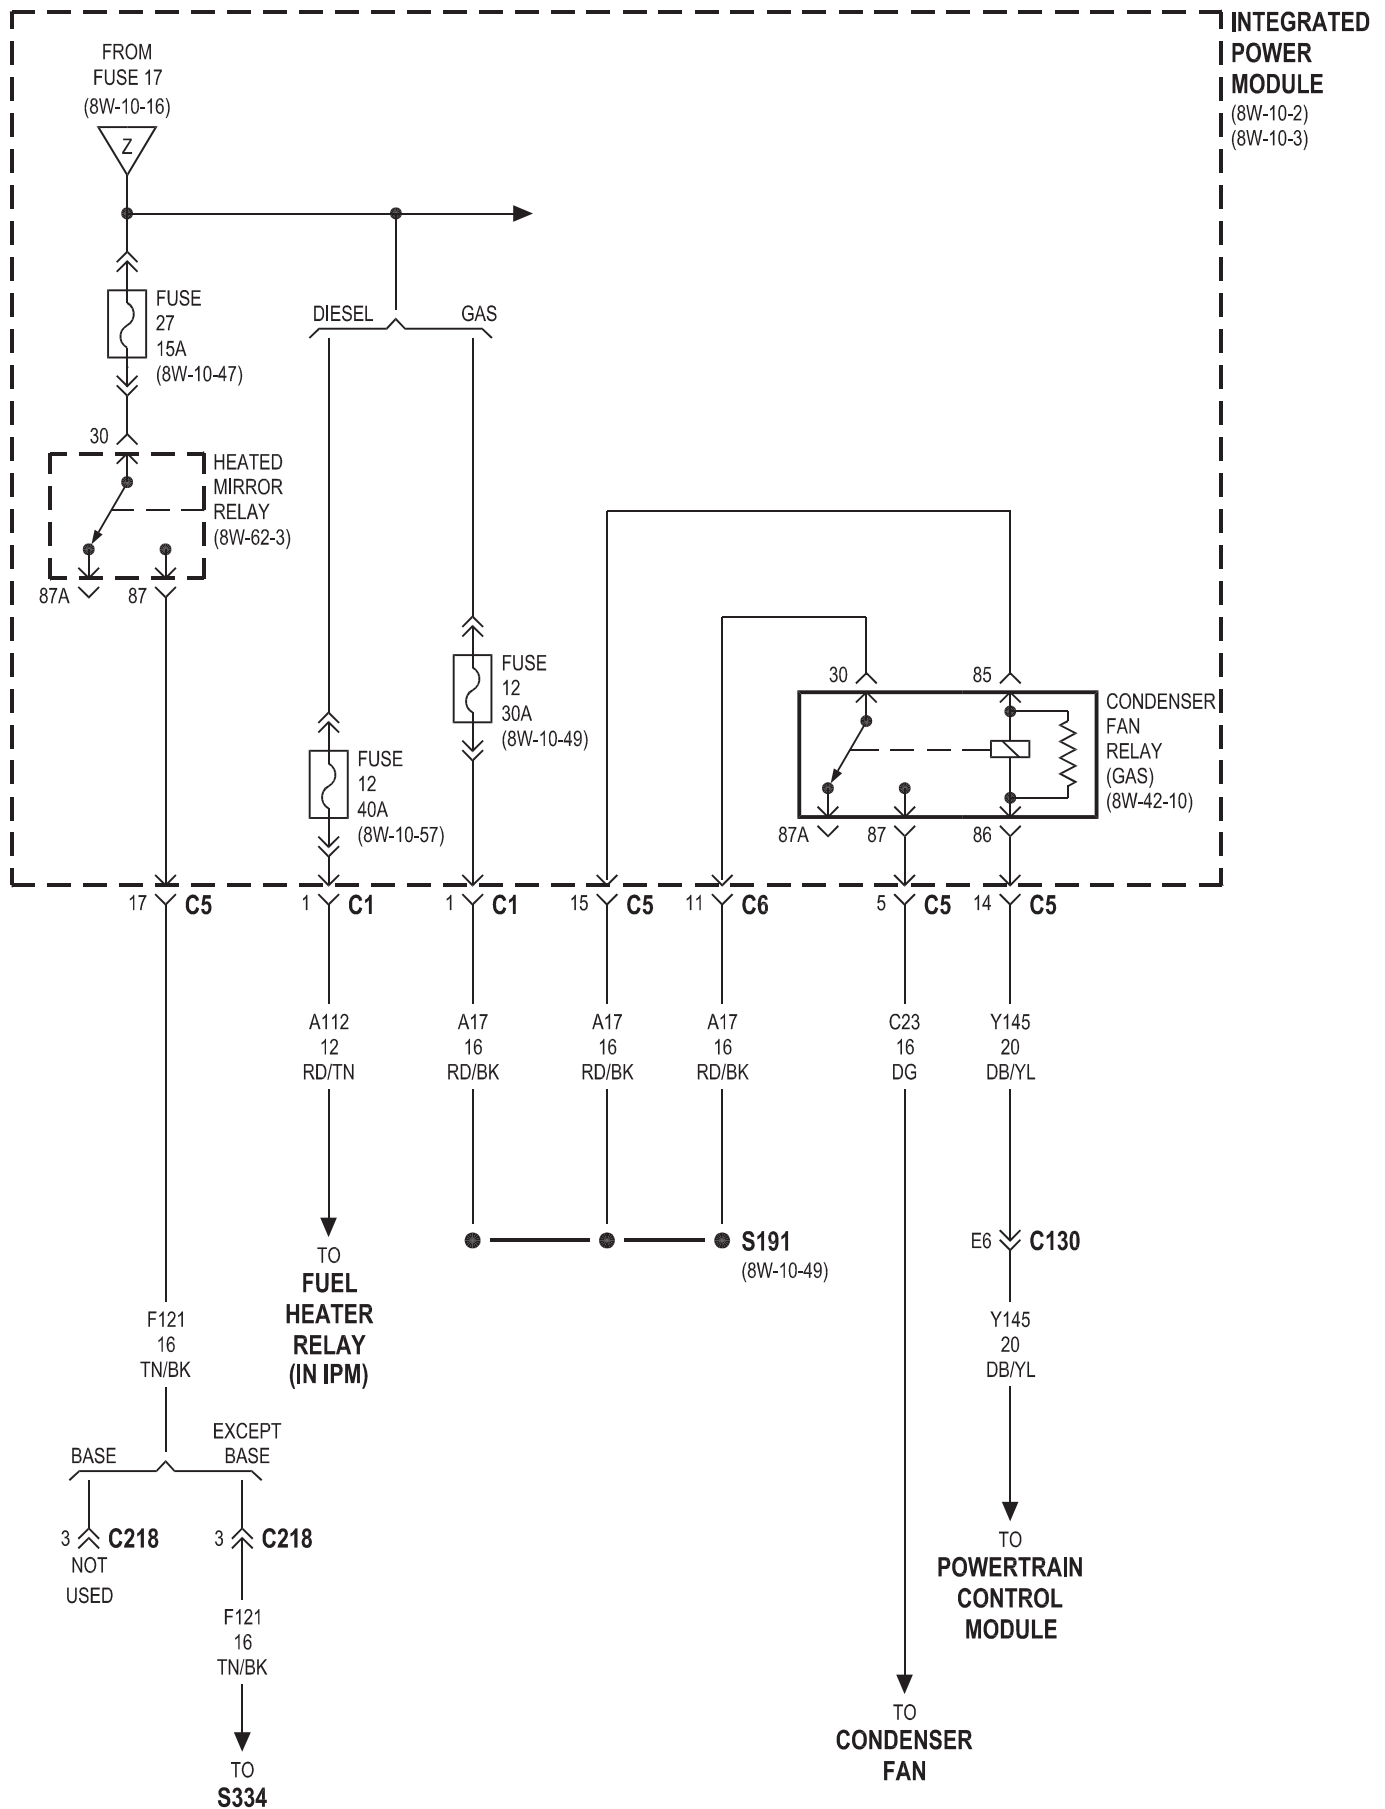 INTEGRATED
POWER
MODULE
(8W-10-2)
(8W-10-3)
FROM
FUSE 17
(8W-10-16)
Z
FUSE
27
15A
(8W-10-47)
DIESEL
GAS
30
HEATED
MIRROR
RELAY
(8W-62-3)
87A
87
FUSE
12
30A
(8W-10-49)
FUSE
12
40A
(8W-10-57)
30
85
CONDENSER
FAN
RELAY
(GAS)
(8W-42-10)
87A
87
86
17 C5
1 C1
1 C1
15 C5
11 C6
5 C5
14 C5
A112
12
RD/TN
A17
16
RD/BK
A17
16
RD/BK
A17
16
RD/BK
C23
16
DG
Y145
20
DB/YL
TO
FUEL
HEATER
RELAY
(IN IPM)
S191
(8W-10-49)
E6 C130
F121
16
TN/BK
Y145
20
DB/YL
BASE
EXCEPT
BASE
3 C218
NOT
USED
3 C218
F121
16
TN/BK
TO
S334
TO
POWERTRAIN
CONTROL
MODULE
TO
CONDENSER
FAN